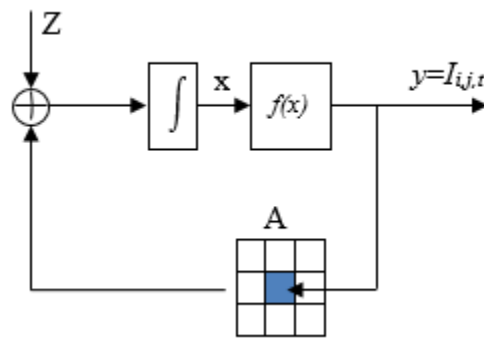 Z
∫
x
f(x)
y=I_{i,j,t}
A